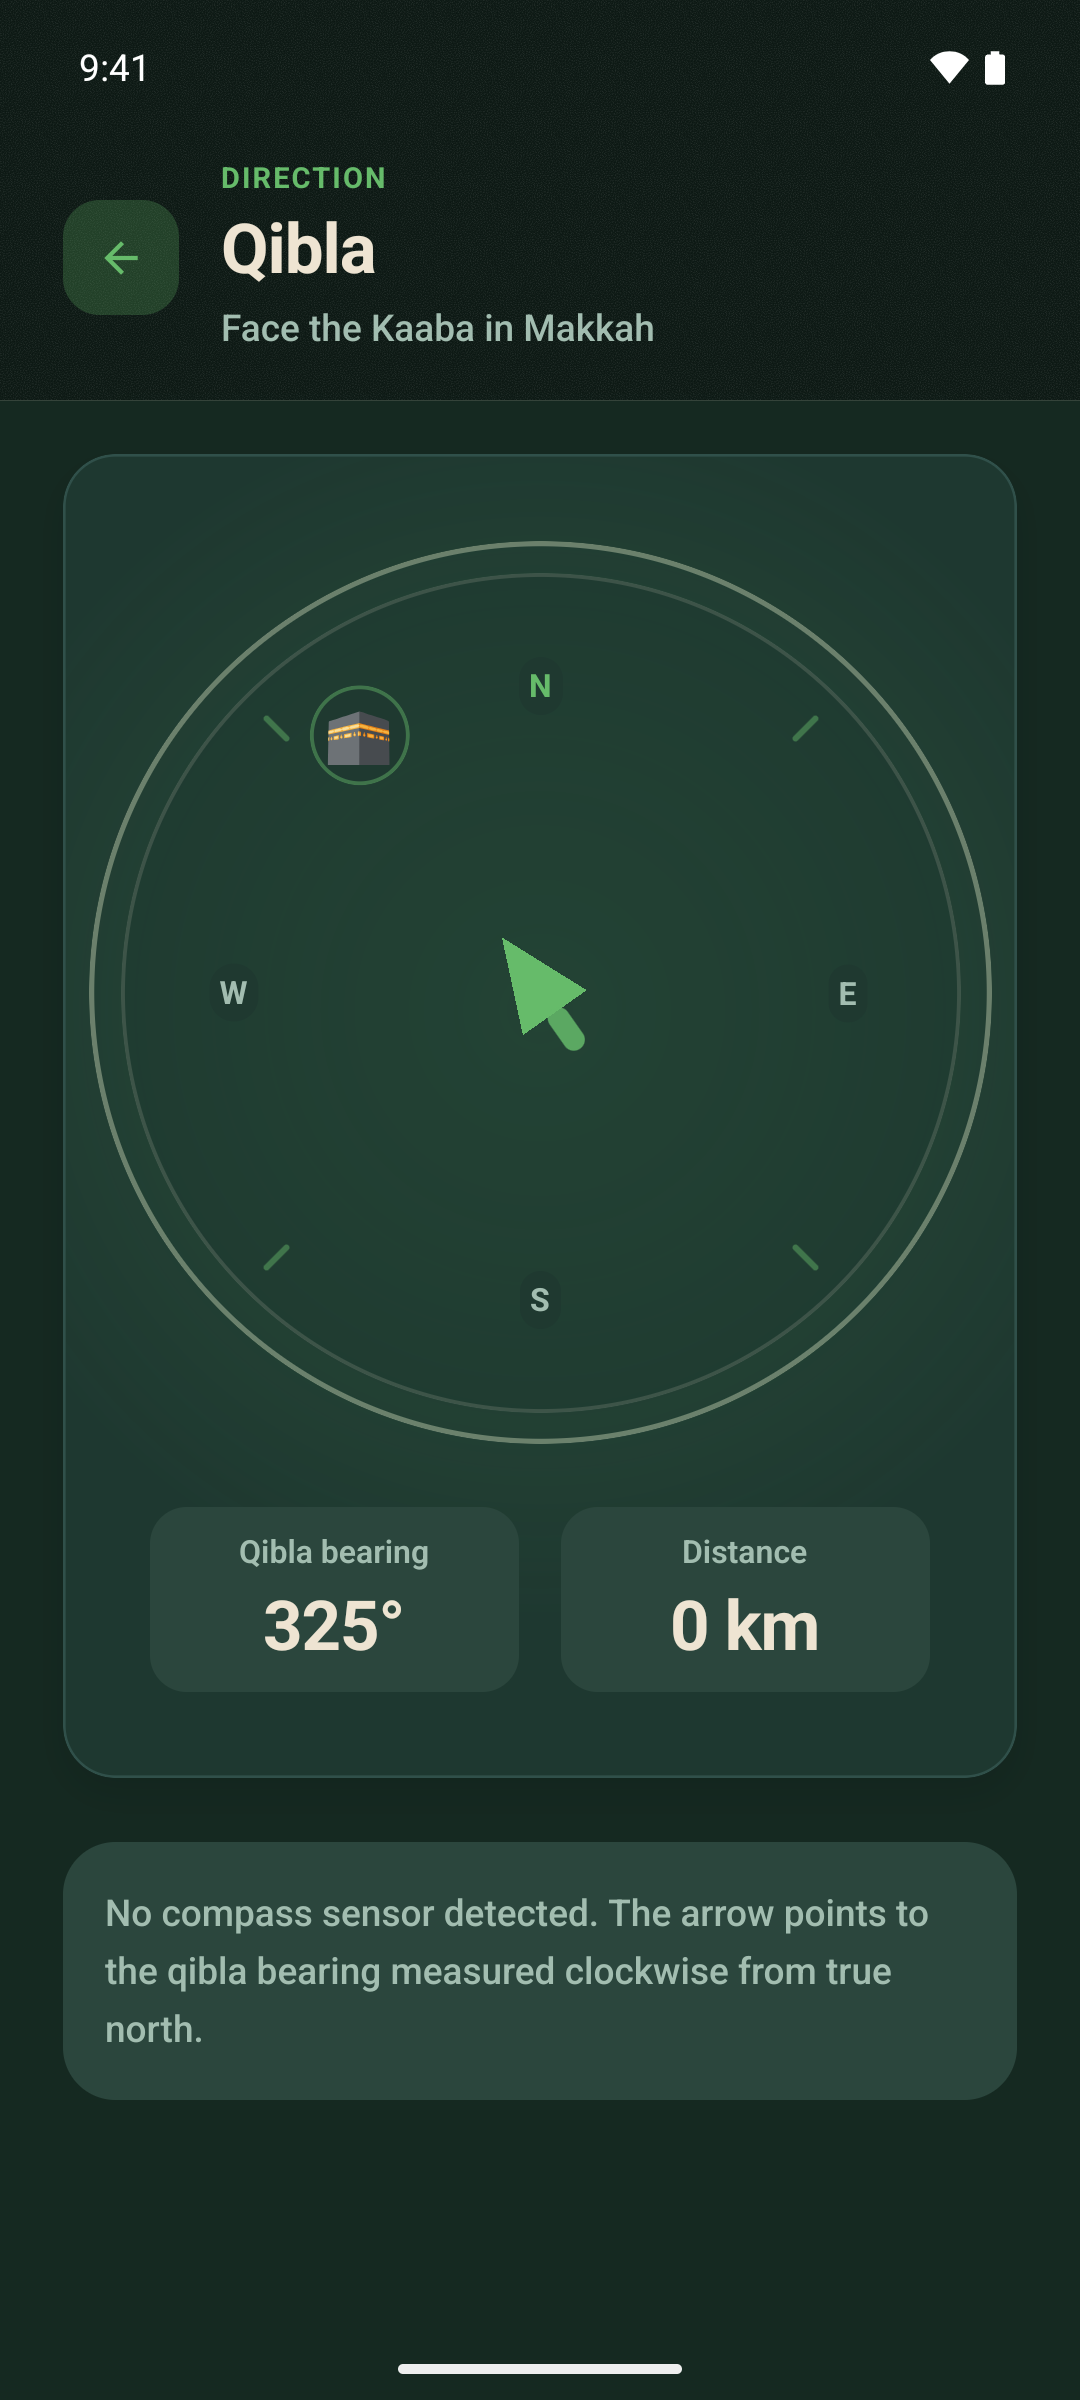 9:41
DIRECTION
Qibla
Face the Kaaba in Makkah
N
W
E
S
Qibla bearing
325°
Distance
0 km
No compass sensor detected. The arrow points to
the qibla bearing measured clockwise from true
north.